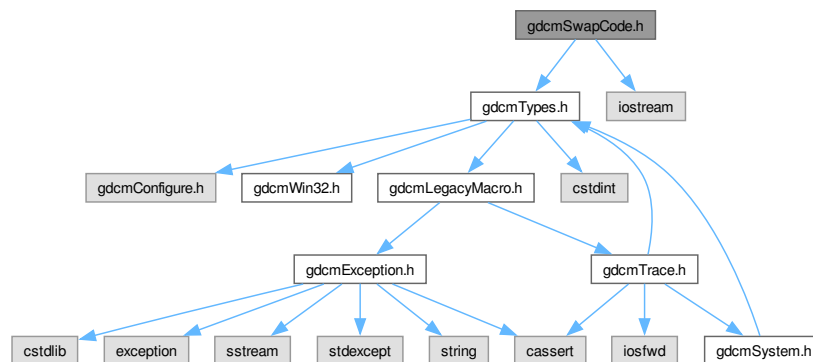 gdcmSwapCode.h
gdcmTypes.h
iostream
gdcmConfigure.h
gdcmWin32.h
gdcmLegacyMacro.h
cstdint
gdcmException.h
gdcmTrace.h
cstdlib
exception
sstream
stdexcept
string
cassert
iosfwd
gdcmSystem.h